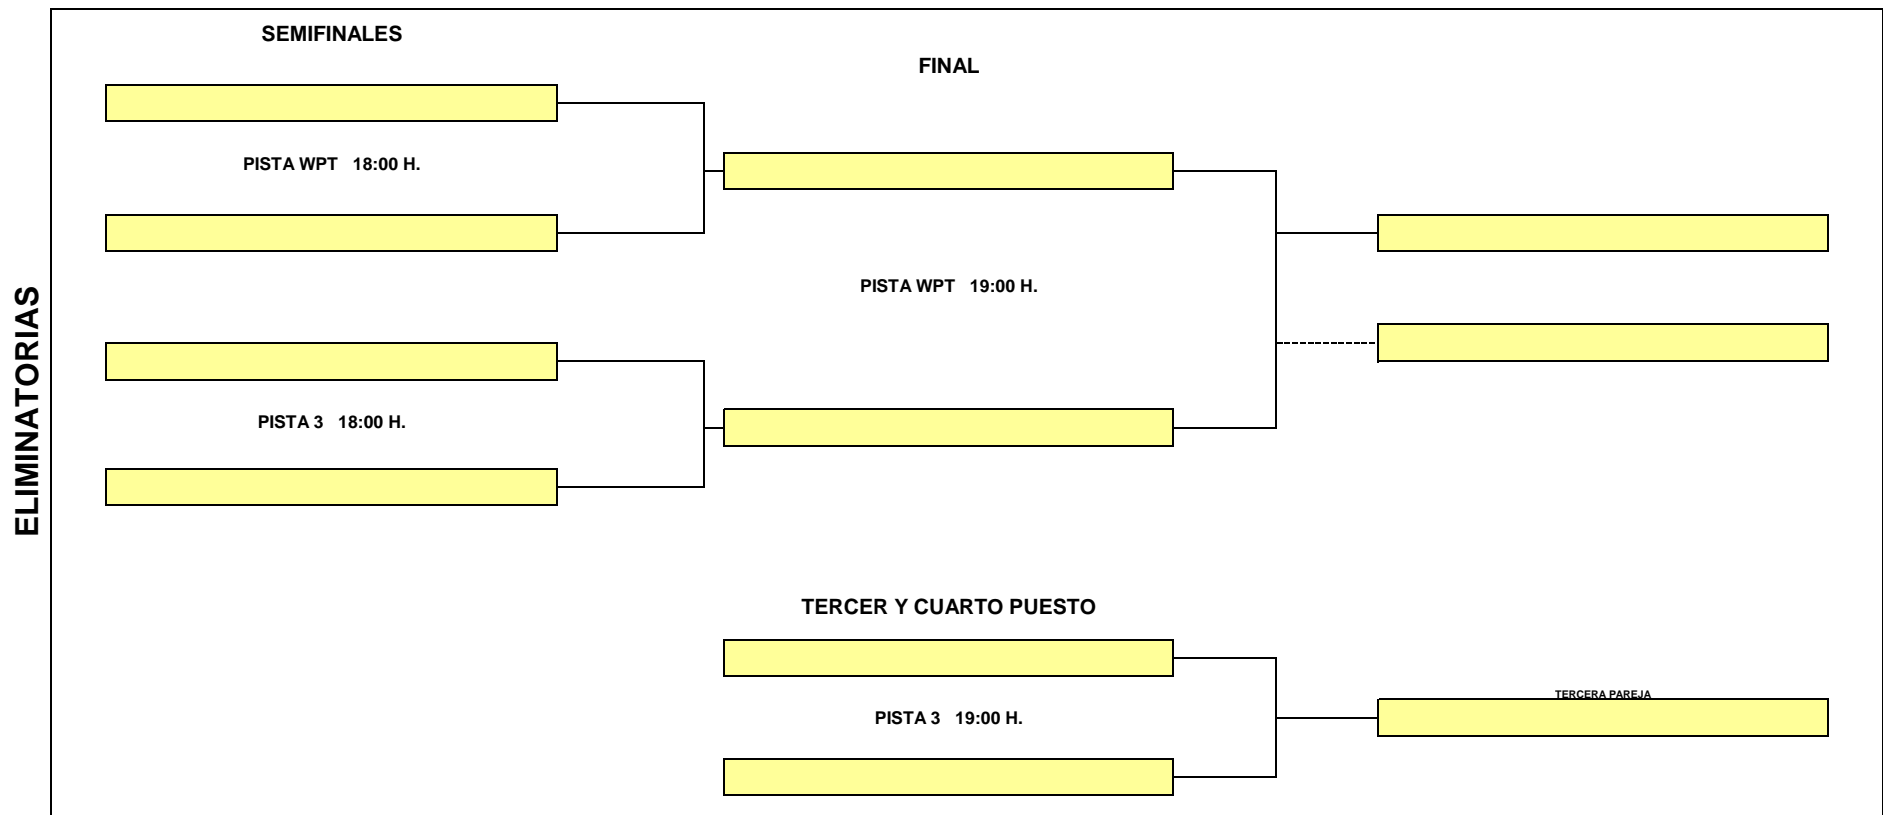 SEMIFINALES
FINAL
PISTA WPT 18:00 H.
PISTA WPT 19:00 H.
ELIMINATORIAS
PISTA 3 18:00 H.
TERCER Y CUARTO PUESTO
TERCERA PAREJA
PISTA 3 19:00 H.